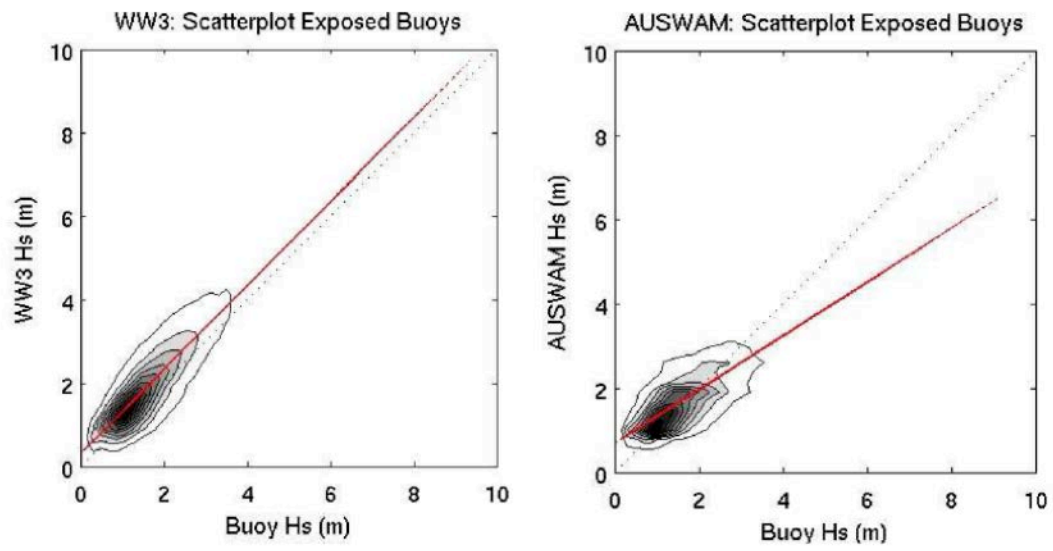 WW3: Scatterplot Exposed Buoys
10
8
6
4
2
0
WW3 Hs (m)
0 2 4 6 8 10
Buoy Hs (m)
AUSWAM: Scatterplot Exposed Buoys
10
8
6
4
2
0
AUSWAM Hs (m)
0 2 4 6 8 10
Buoy Hs (m)